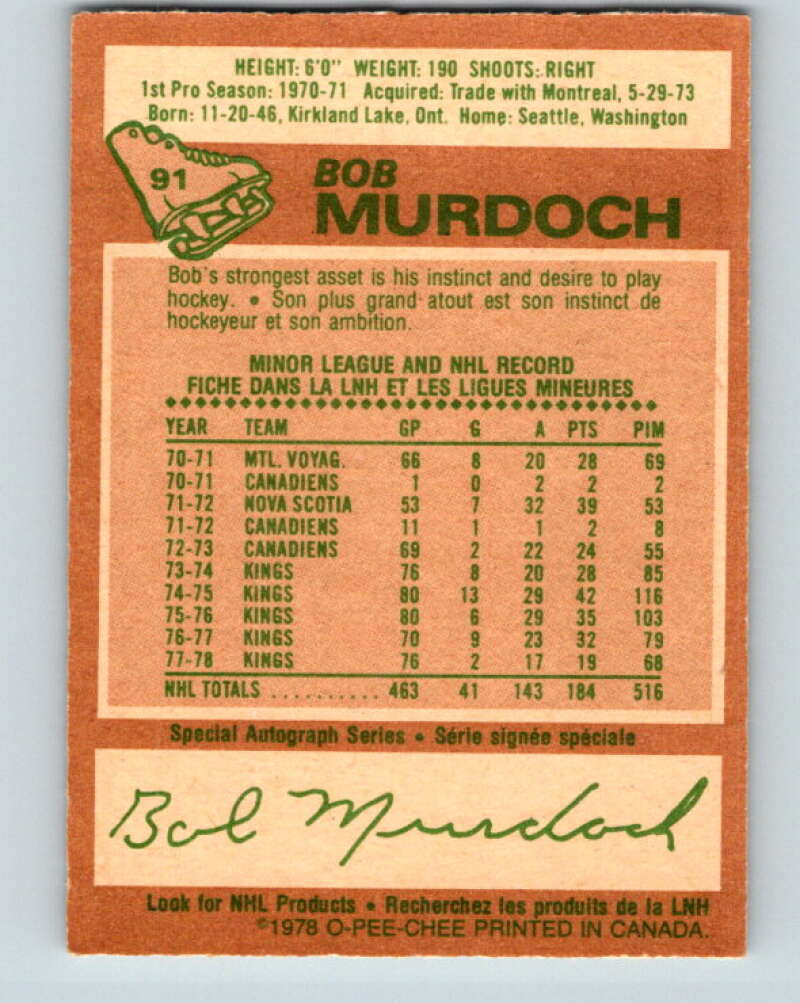 HEIGHT: 6'0" WEIGHT: 190 SHOOTS: RIGHT
1st Pro Season: 1970-71 Acquired: Trade with Montreal, 5-29-73
Born: 11-20-46, Kirkland Lake, Ont. Home: Seattle, Washington
91
BOB
MURDOCH
Bob's strongest asset is his instinct and desire to play
hockey. • Son plus grand atout est son instinct de
hockeyeur et son ambition.
MINOR LEAGUE AND NHL RECORD
FICHE DANS LA LNH ET LES LIGUES MINEURES
YEAR TEAM GP G A PTS PIM
70-71 MTL. VOYAG. 66 8 20 28 69
70-71 CANADIENS 1 0 2 2 2
71-72 NOVA SCOTIA 53 7 32 39 53
71-72 CANADIENS 11 1 1 2 8
72-73 CANADIENS 69 2 22 24 55
73-74 KINGS 76 8 20 28 85
74-75 KINGS 80 13 29 42 116
75-76 KINGS 80 6 29 35 103
76-77 KINGS 70 9 23 32 79
77-78 KINGS 76 2 17 19 68
NHL TOTALS .......... 463 41 143 184 516
Special Autograph Series • Série signée spéciale
Bob Murdoch
Look for NHL Products • Recherchez les produits de la LNH
©1978 O-PEE-CHEE PRINTED IN CANADA.